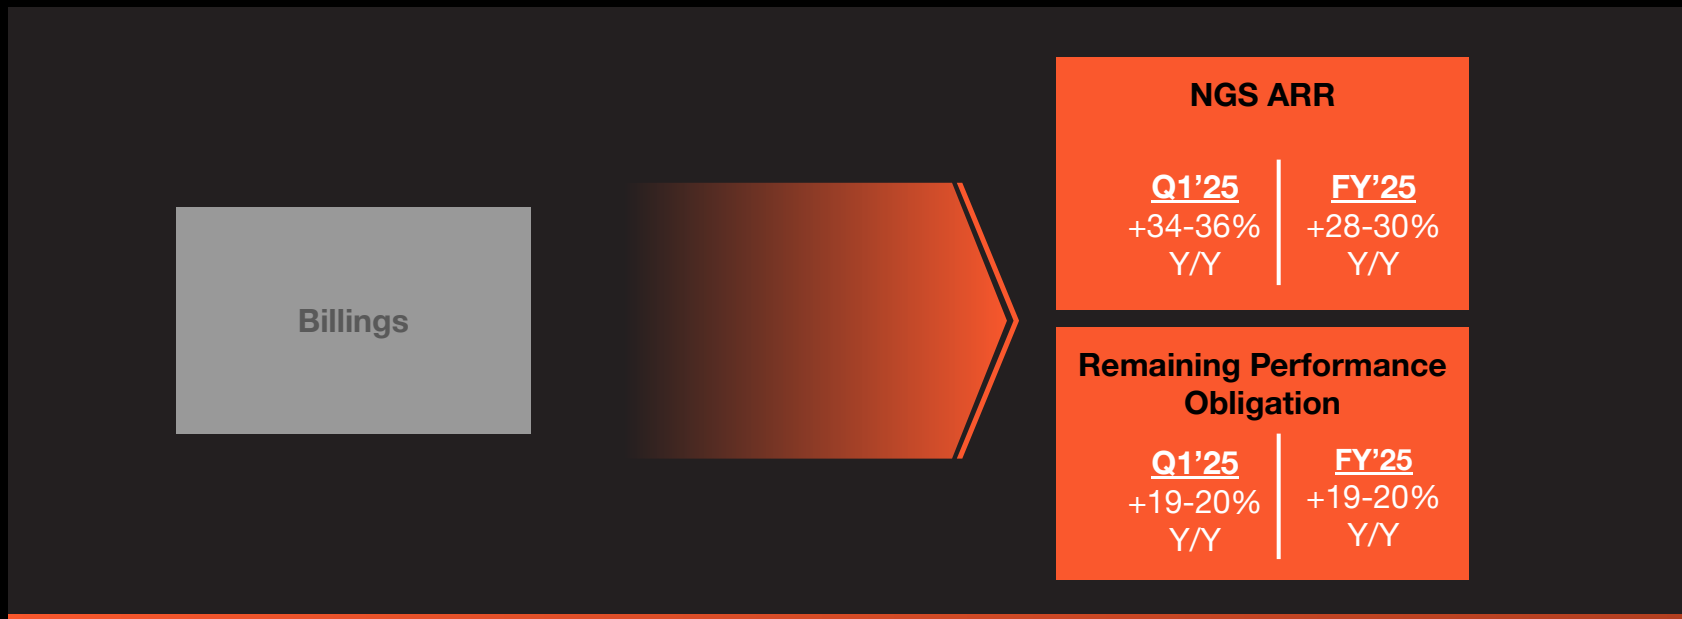 Billings
NGS ARR
Q1’25
+34-36%
Y/Y
FY’25
+28-30%
Y/Y
Remaining Performance
Obligation
Q1’25
+19-20%
Y/Y
FY’25
+19-20%
Y/Y